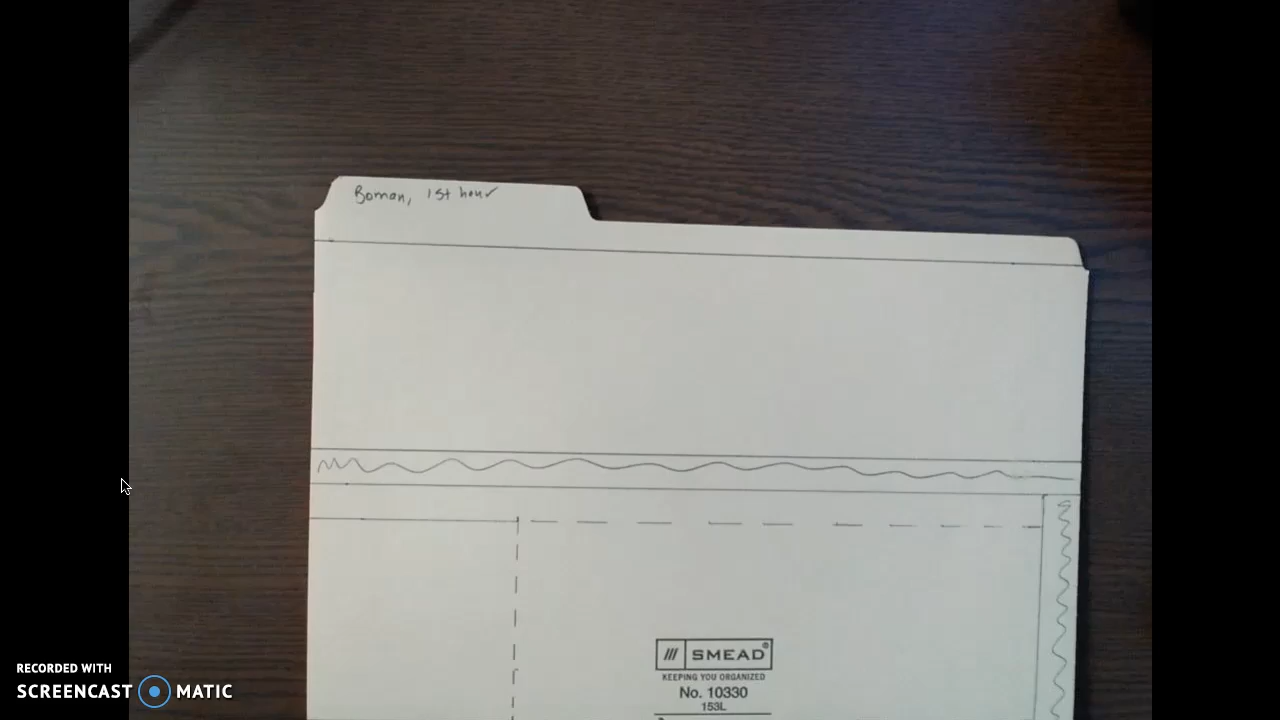 Boman, 1st hour
/// SMEAD®
KEEPING YOU ORGANIZED
No. 10330
153L
RECORDED WITH
SCREENCAST MATIC